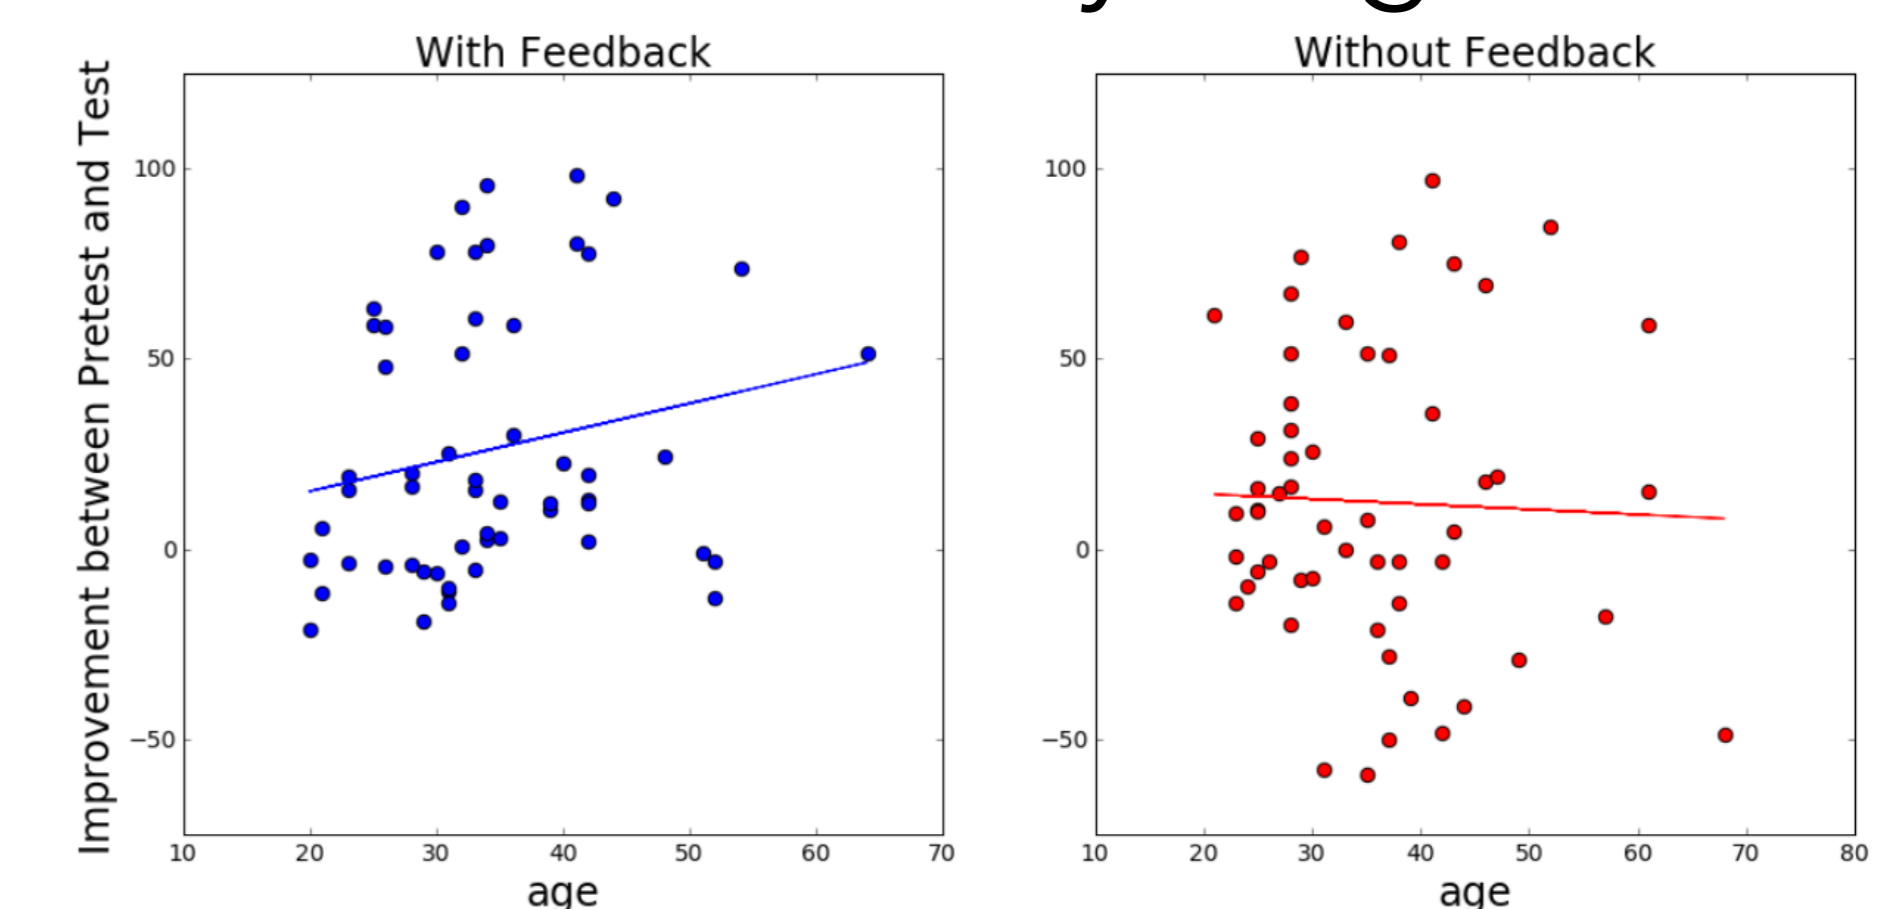 With Feedback
Without Feedback
Improvement between Pretest and Test
100
50
0
−50
10 20 30 40 50 60 70
age
100
50
0
−50
10 20 30 40 50 60 70 80
age